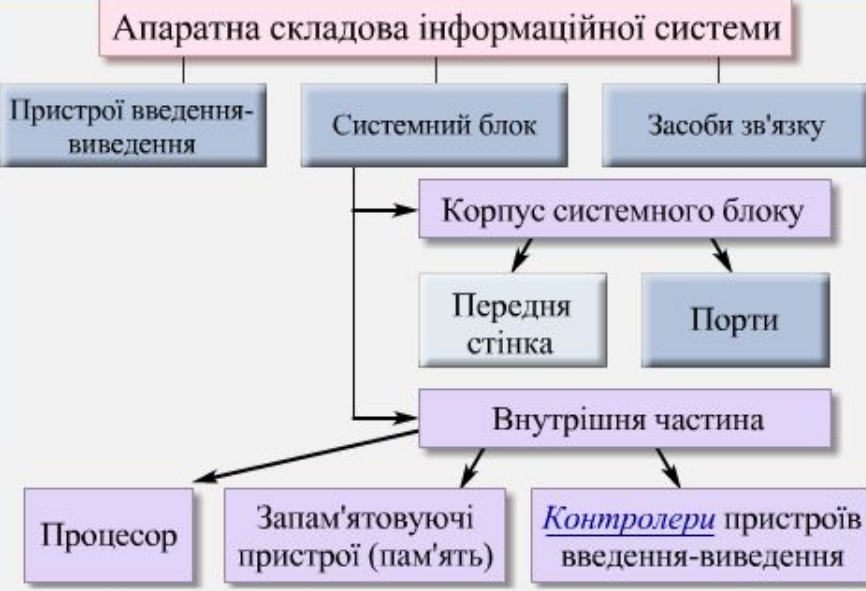 Апаратна складова інформаційної системи
Пристрої введення-
виведення
Системний блок
Засоби зв'язку
Корпус системного блоку
Передня
стінка
Порти
Внутрішня частина
Процесор
Запам'ятовуючі
пристрої (пам'ять)
Контролери пристроїв
введення-виведення